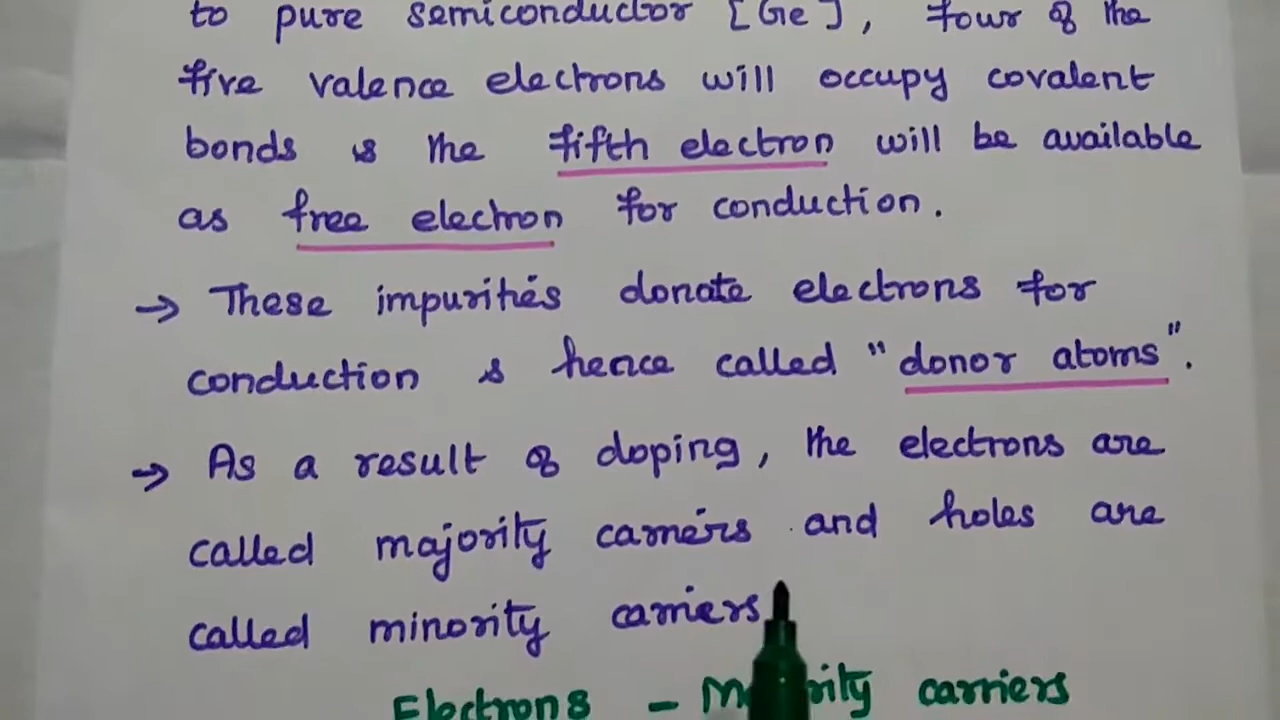 to pure semiconductor [Ge], four of the
five valence electrons will occupy covalent
bonds & the fifth electron will be available
as free electron for conduction.
→ These impurities donate electrons for
conduction & hence called "donor atoms".
→ As a result of doping, the electrons are
called majority carriers and holes are
called minority carriers
Electrons - Majority carriers